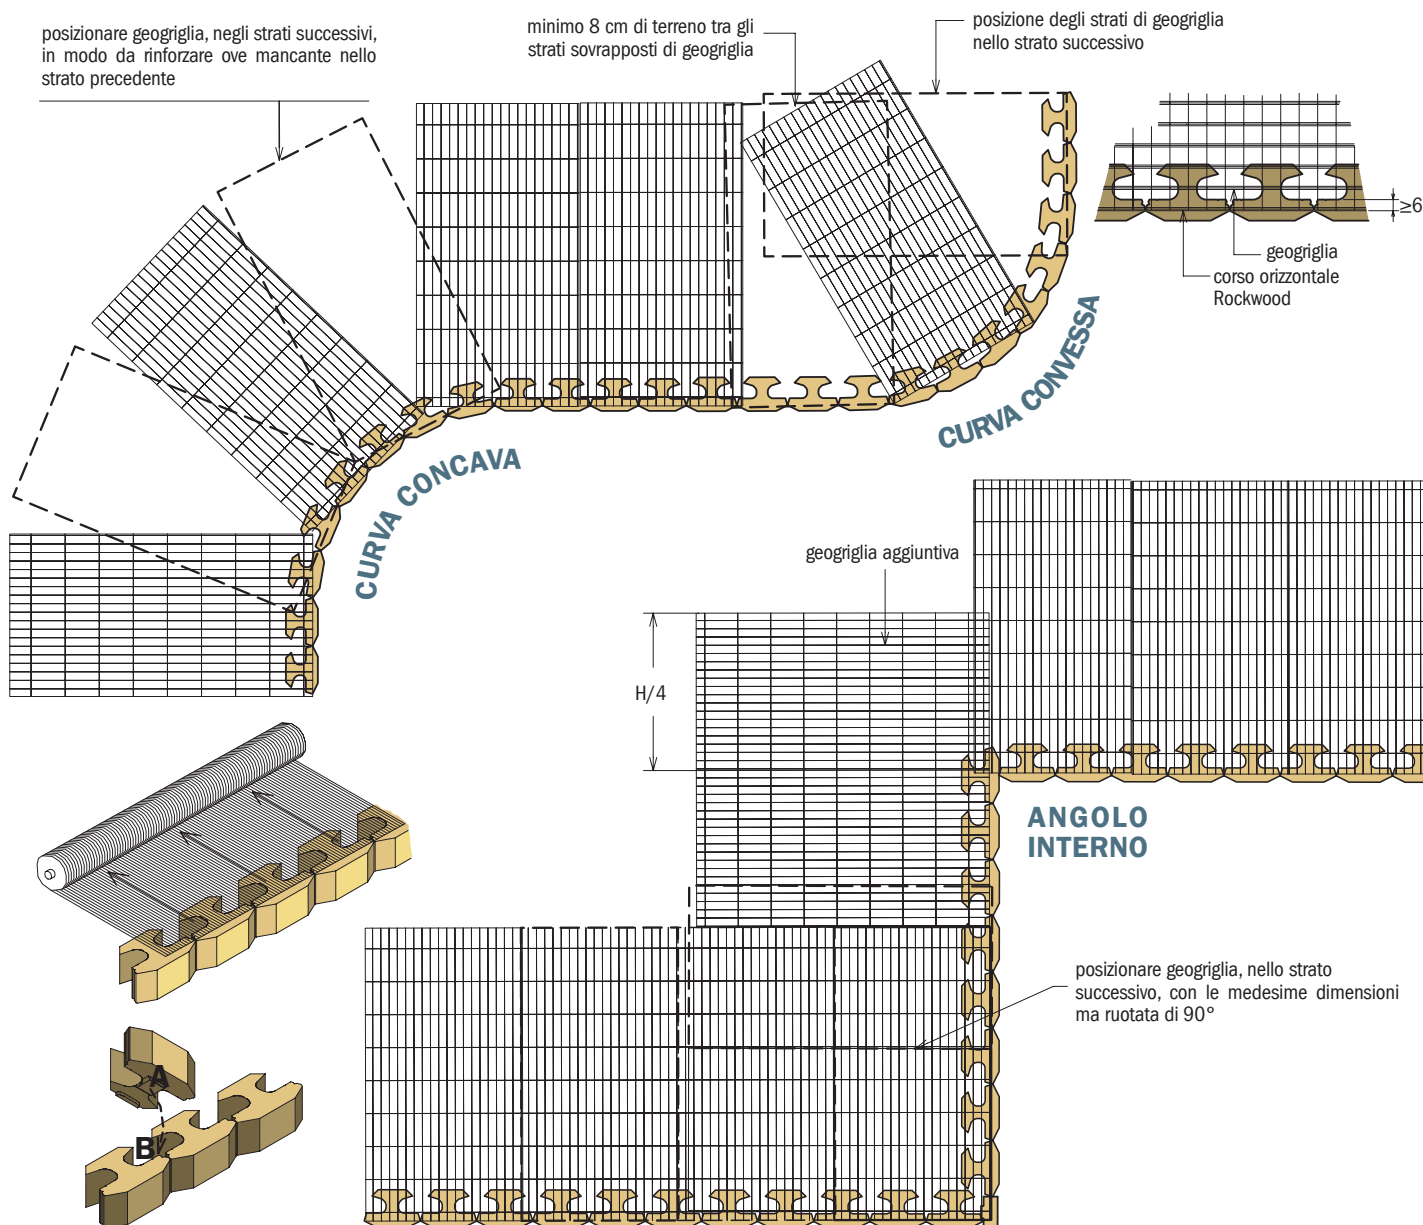 posizionare geogriglia, negli strati successivi,
in modo da rinforzare ove mancante nello
strato precedente
minimo 8 cm di terreno tra gli
strati sovrapposti di geogriglia
posizione degli strati di geogriglia
nello strato successivo
≥6
geogriglia
corso orizzontale
Rockwood
CURVA CONVESSA
CURVA CONCAVA
geogriglia aggiuntiva
H/4
ANGOLO
INTERNO
posizionare geogriglia, nello strato
successivo, con le medesime dimensioni
ma ruotata di 90°
A
B